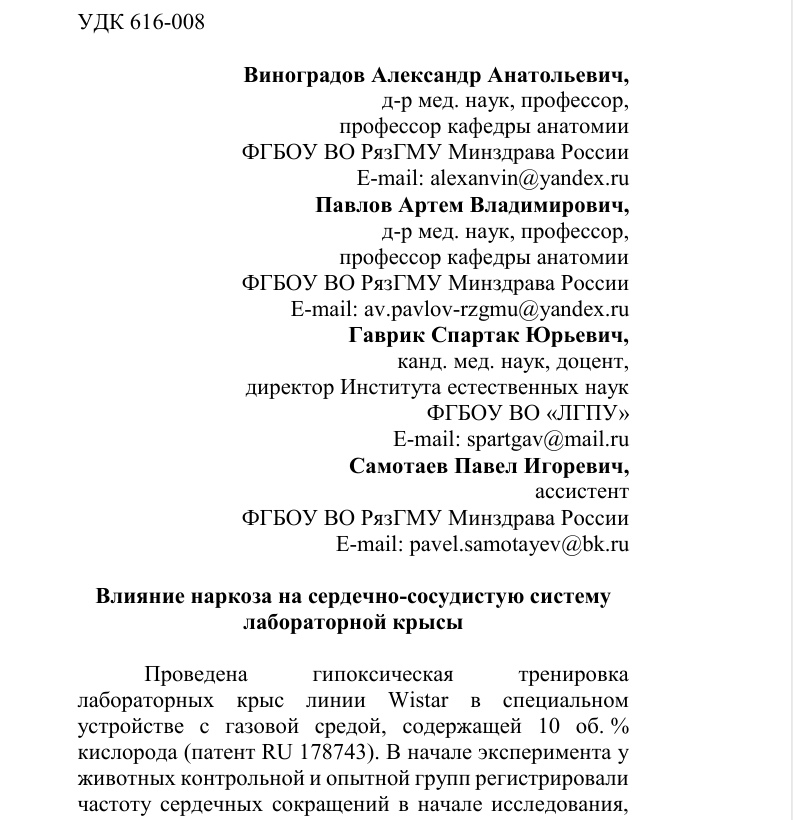 УДК 616-008
Виноградов Александр Анатольевич,
д-р мед. наук, профессор,
профессор кафедры анатомии
ФГБОУ ВО РязГМУ Минздрава России
E-mail: alexanvin@yandex.ru
Павлов Артем Владимирович,
д-р мед. наук, профессор,
профессор кафедры анатомии
ФГБОУ ВО РязГМУ Минздрава России
E-mail: av.pavlov-rzgmu@yandex.ru
Гаврик Спартак Юрьевич,
канд. мед. наук, доцент,
директор Института естественных наук
ФГБОУ ВО «ЛГПУ»
E-mail: spartgav@mail.ru
Самотаев Павел Игоревич,
ассистент
ФГБОУ ВО РязГМУ Минздрава России
E-mail: pavel.samotayev@bk.ru
Влияние наркоза на сердечно-сосудистую систему
лабораторной крысы
Проведена гипоксическая тренировка
лабораторных крыс линии Wistar в специальном
устройстве с газовой средой, содержащей 10 об. %
кислорода (патент RU 178743). В начале эксперимента у
животных контрольной и опытной групп регистрировали
частоту сердечных сокращений в начале исследования,